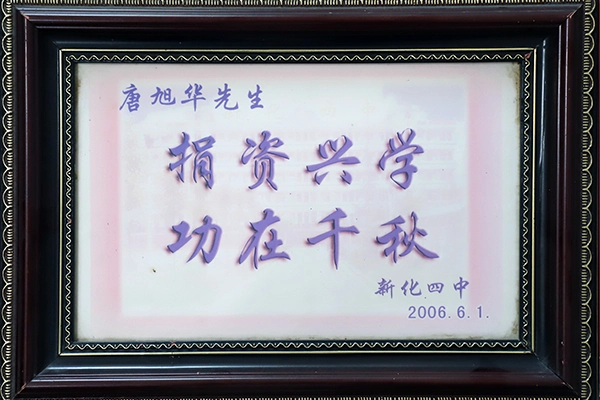 唐旭华先生
捐资兴学
功在千秋
新化四中
2006.6.1.